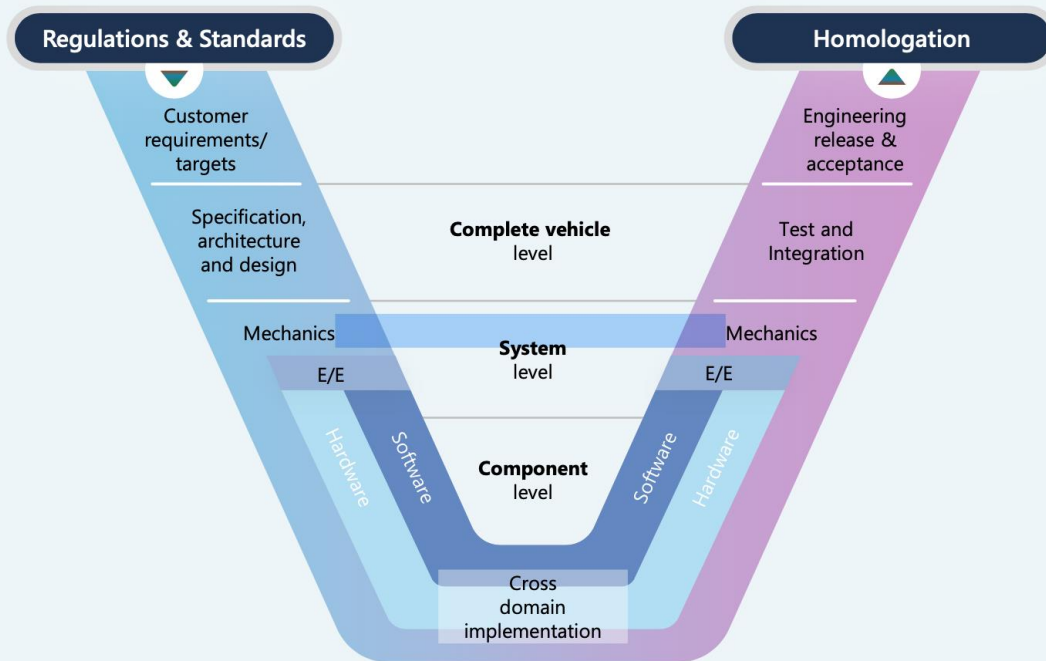 Regulations & Standards
Homologation
Customer
requirements/
targets
Engineering
release &
acceptance
Specification,
architecture
and design
Complete vehicle
level
Test and
Integration
Mechanics
System
level
Mechanics
E/E
E/E
Hardware
Software
Component
level
Software
Hardware
Cross
domain
implementation